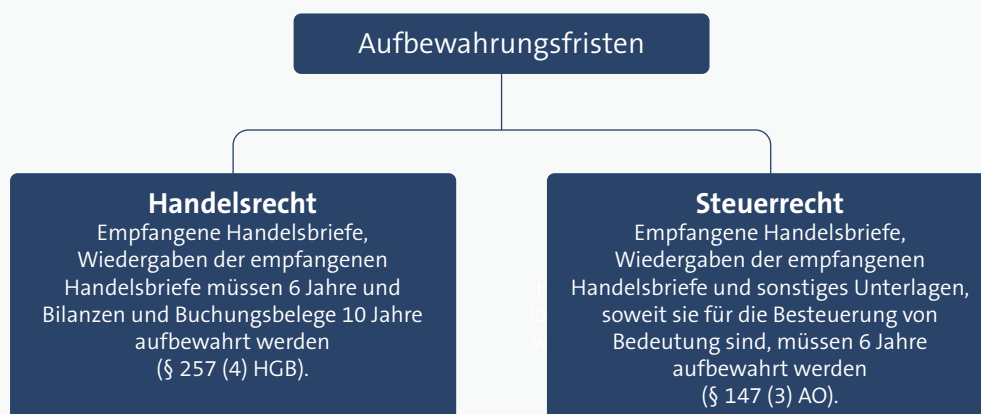 Aufbewahrungsfristen
Handelsrecht
Empfangene Handelsbriefe,
Wiedergaben der empfangenen
Handelsbriefe müssen 6 Jahre und
Bilanzen und Buchungsbelege 10 Jahre
aufbewahrt werden
(§ 257 (4) HGB).
Steuerrecht
Empfangene Handelsbriefe,
Wiedergaben der empfangenen
Handelsbriefe und sonstiges Unterlagen,
soweit sie für die Besteuerung von
Bedeutung sind, müssen 6 Jahre
aufbewahrt werden
(§ 147 (3) AO).